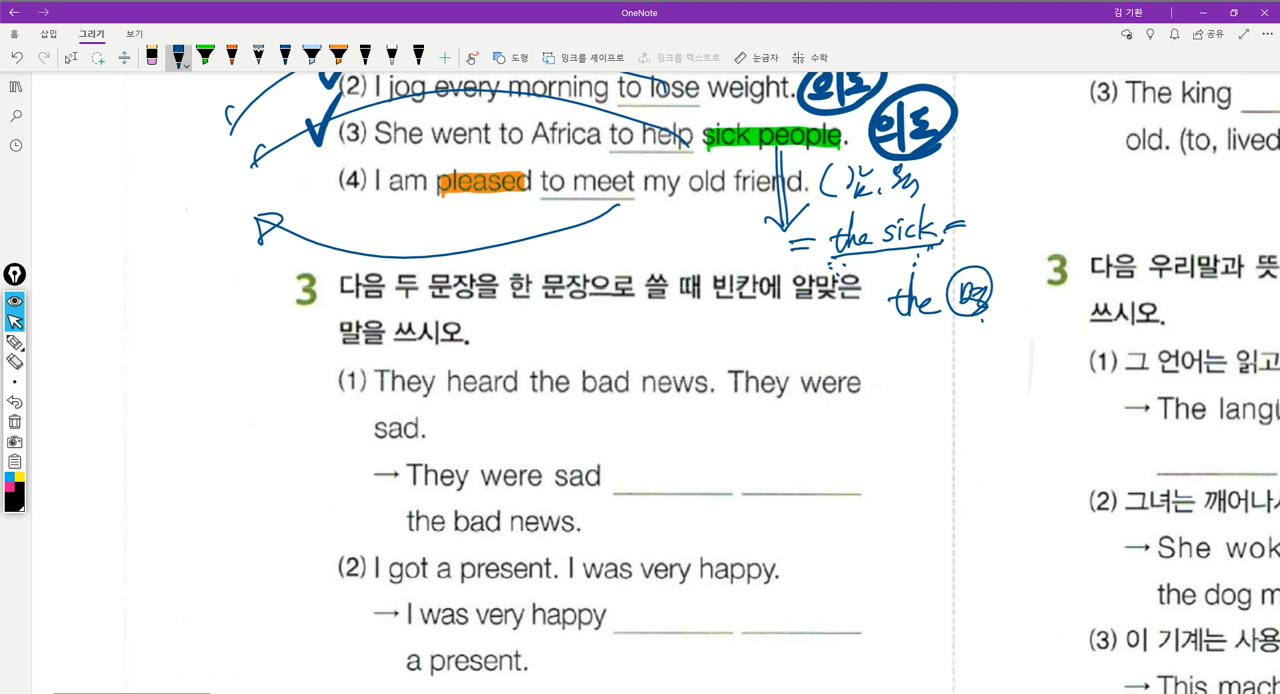 OneNote
김 기환
홈 삽입 그리기 보기
공유
도형 잉크를 셰이프로 잉크를 텍스트로 눈금자 수학
(2) I jog every morning to lose weight. 의도
(3) She went to Africa to help sick people. 의도
(4) I am pleased to meet my old friend.
= the sick
the
3 다음 두 문장을 한 문장으로 쓸 때 빈칸에 알맞은
말을 쓰시오.
(1) They heard the bad news. They were
sad.
→ They were sad
the bad news.
(2) I got a present. I was very happy.
→ I was very happy
a present.
(3) The king
old. (to, lived
3 다음 우리말과 뜻
쓰시오.
(1) 그 언어는 읽고
→ The langu
(2) 그녀는 깨어나
→ She wok
the dog m
(3) 이 기계는 사용
→ This mach